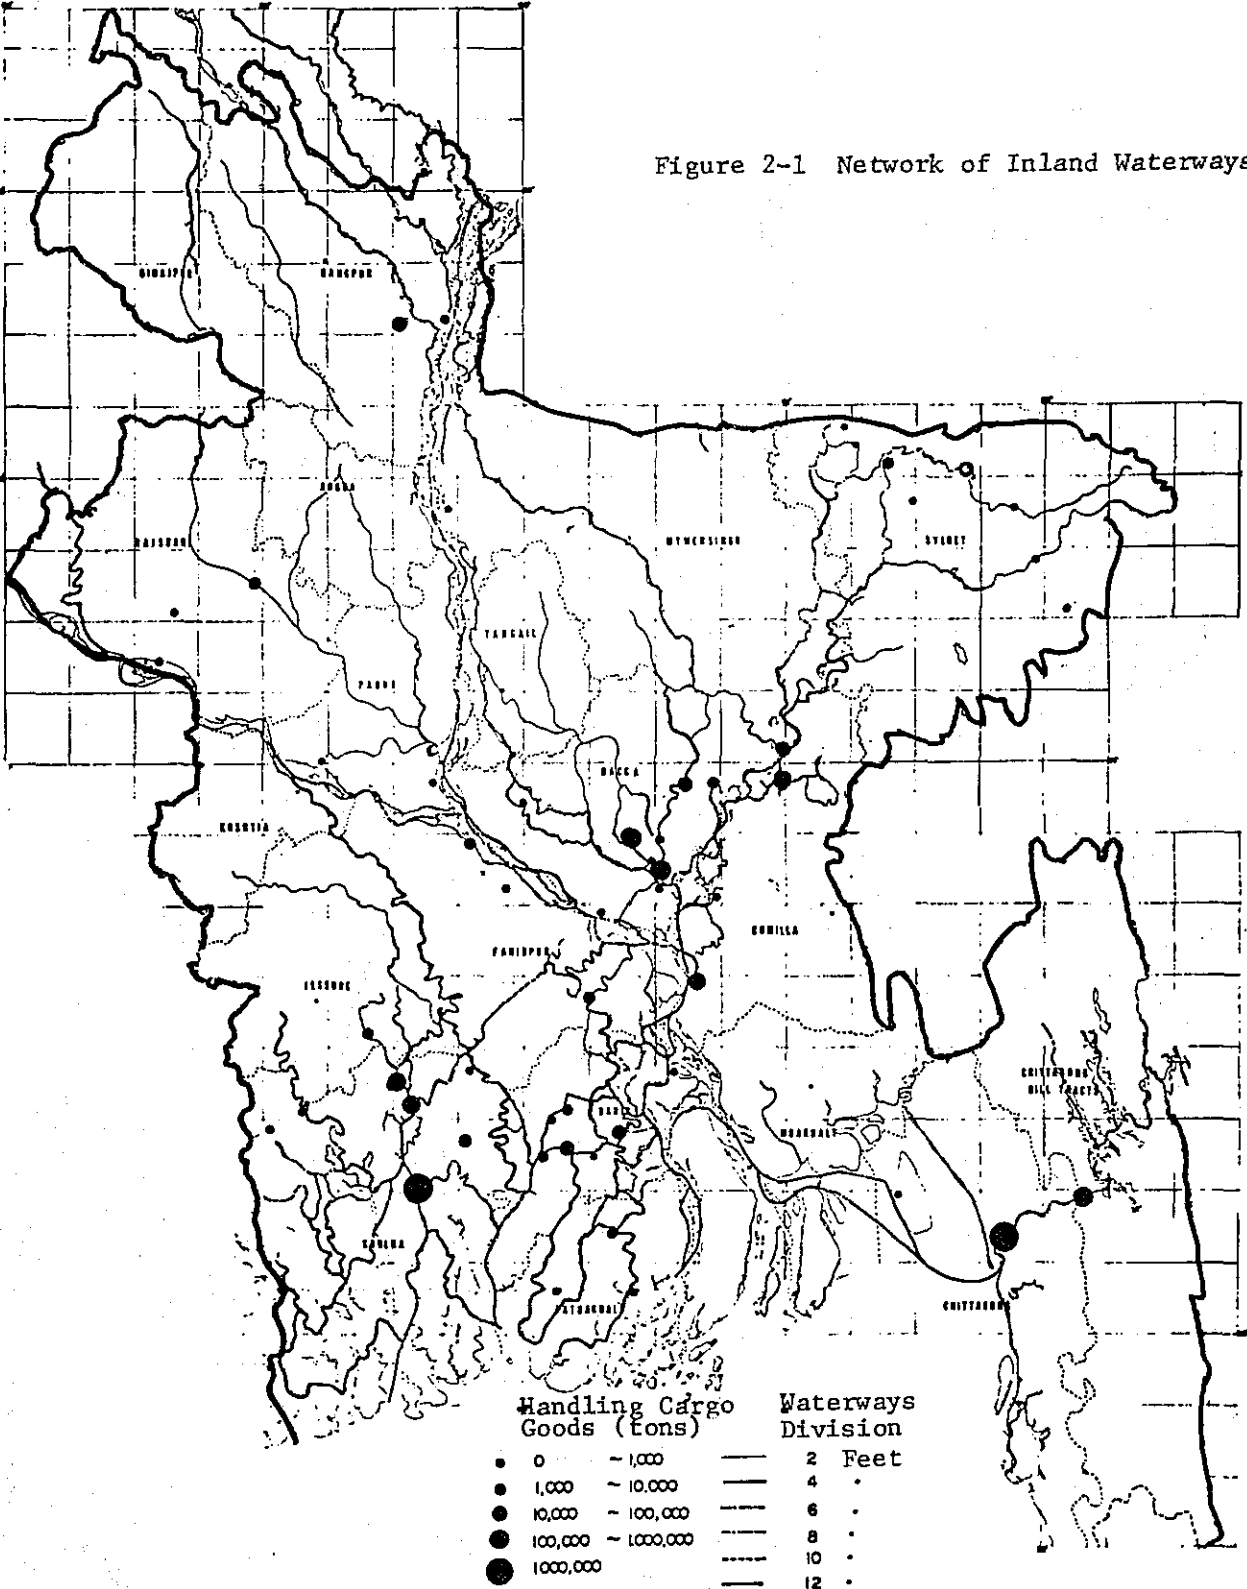 Figure 2-1 Network of Inland Waterways
DINAJPUR
RANGPUR
BOGRA
RAJSHAHI
MYMENSINGH
SYLHET
TANGAIL
PABNA
DACCA
KUSHTIA
COMILLA
FARIDPUR
JESSORE
CHITTAGONG
HILL TRACTS
NOAKHALI
KHULNA
CHITTAGONG
Handling Cargo
Goods (tons)
0 ~ 1,000
1,000 ~ 10,000
10,000 ~ 100,000
100,000 ~ 1,000,000
1000,000
Waterways
Division
2 Feet
4 "
6 "
8 "
10 "
12 "